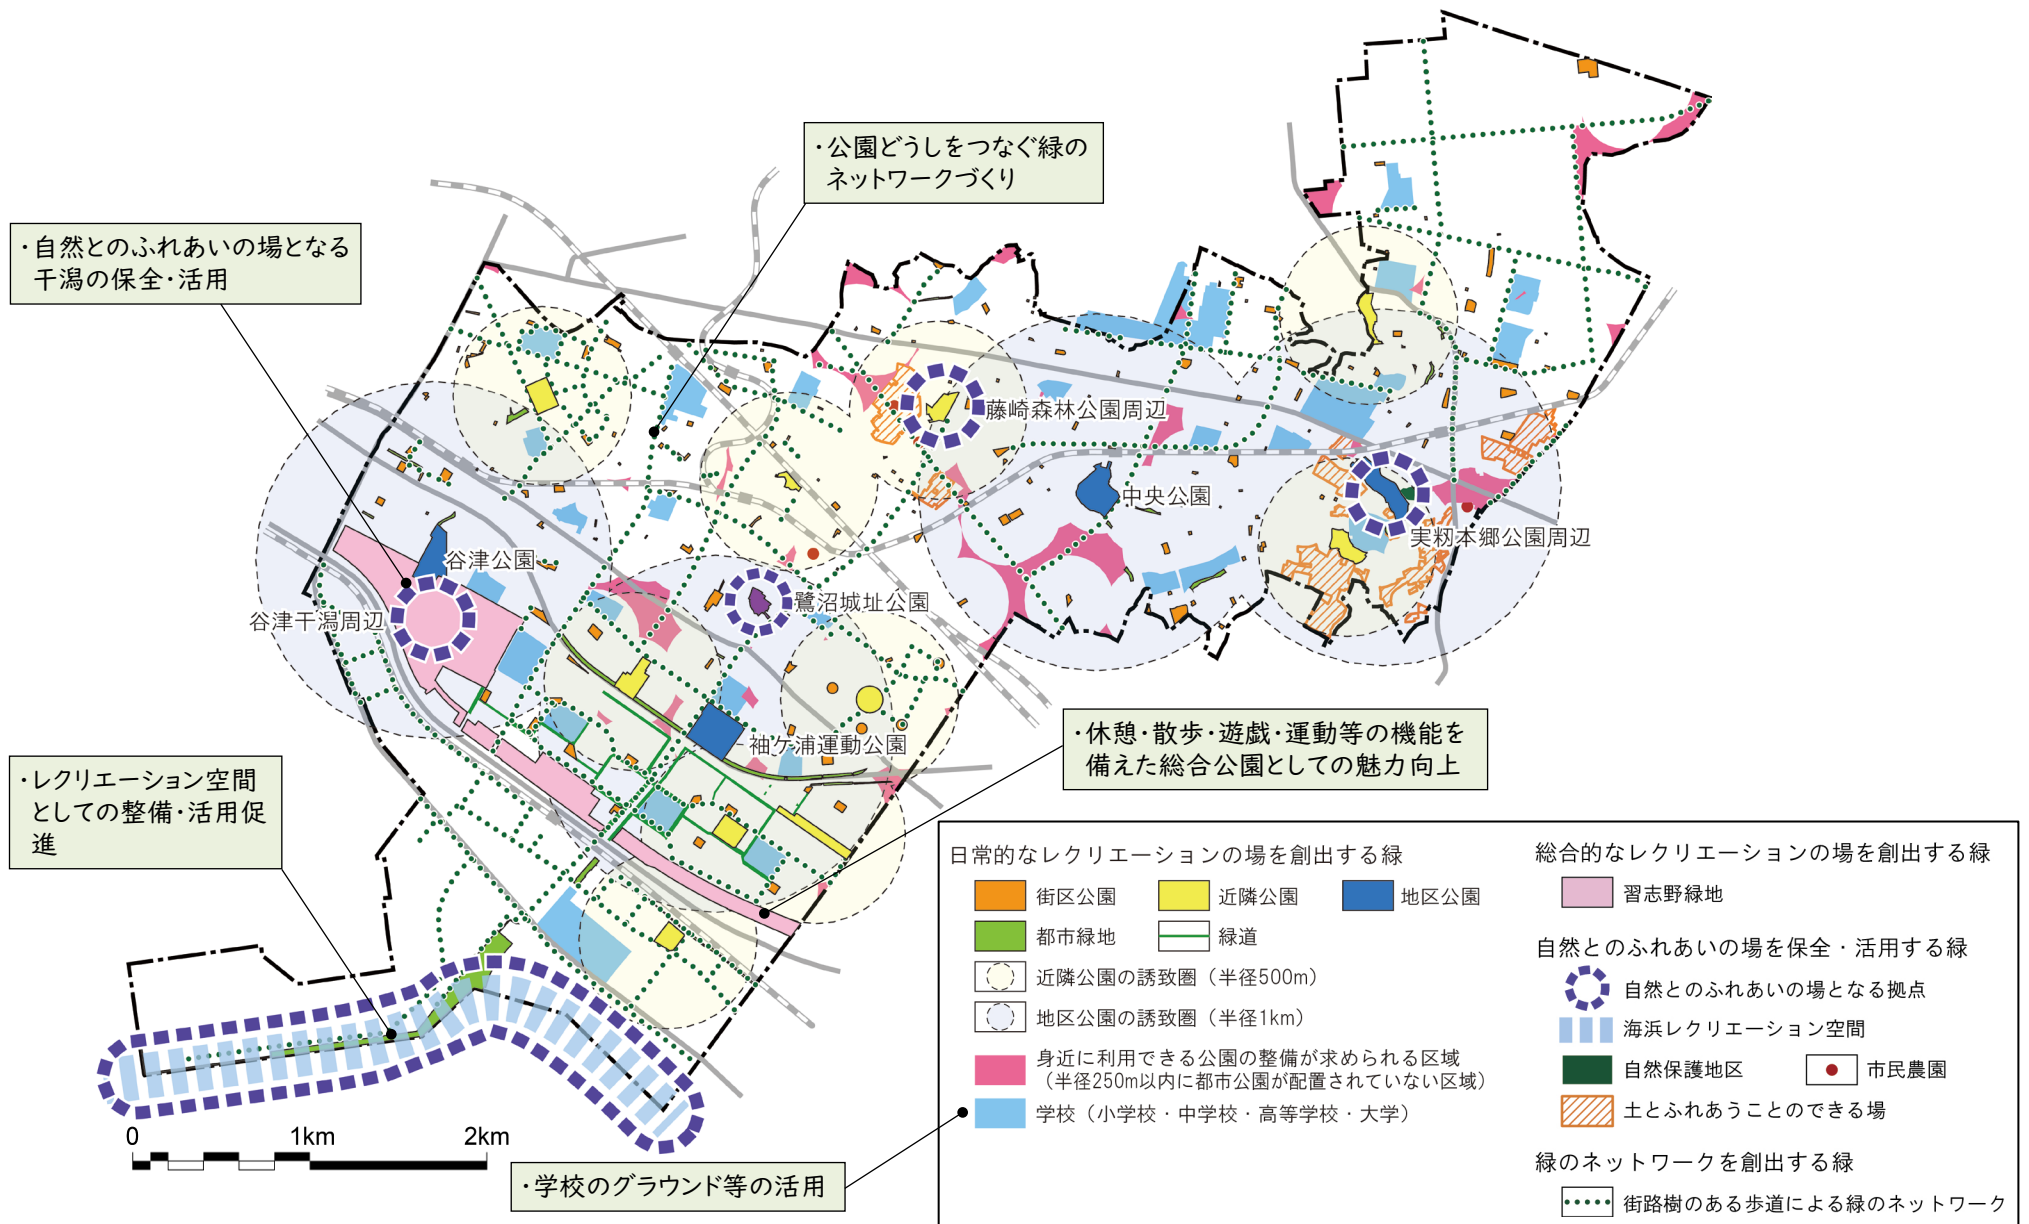 ・公園どうしをつなぐ緑の
ネットワークづくり
・自然とのふれあいの場となる
干潟の保全・活用
藤崎森林公園周辺
中央公園
実籾本郷公園周辺
谷津公園
谷津干潟周辺
鷺沼城址公園
袖ケ浦運動公園
・休憩・散歩・遊戯・運動等の機能を
備えた総合公園としての魅力向上
・レクリエーション空間
としての整備・活用促
進
0 1km 2km
・学校のグラウンド等の活用
日常的なレクリエーションの場を創出する緑
街区公園 近隣公園 地区公園
都市緑地 緑道
近隣公園の誘致圏（半径500m）
地区公園の誘致圏（半径1km）
身近に利用できる公園の整備が求められる区域
（半径250m以内に都市公園が配置されていない区域）
学校（小学校・中学校・高等学校・大学）
総合的なレクリエーションの場を創出する緑
習志野緑地
自然とのふれあいの場を保全・活用する緑
自然とのふれあいの場となる拠点
海浜レクリエーション空間
自然保護地区 市民農園
土とふれあうことのできる場
緑のネットワークを創出する緑
街路樹のある歩道による緑のネットワーク